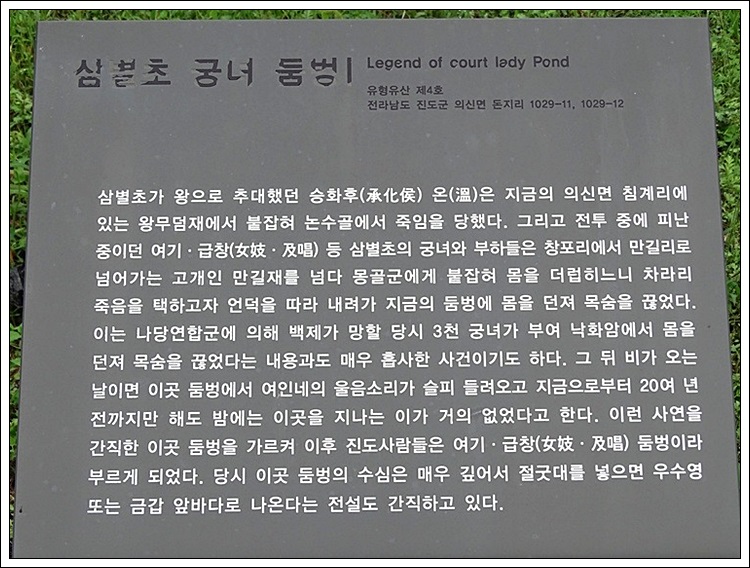 삼별초 궁녀 둠벙
Legend of court lady Pond
유형유산 제4호
전라남도 진도군 의신면 돈지리 1029-11, 1029-12
삼별초가 왕으로 추대했던 승화후(承化侯) 온(溫)은 지금의 의신면 침계리에
있는 왕무덤재에서 붙잡혀 논수골에서 죽임을 당했다. 그리고 전투 중에 피난
중이던 여기·급창(女妓·及唱) 등 삼별초의 궁녀와 부하들은 창포리에서 만길리로
넘어가는 고개인 만길재를 넘다 몽골군에게 붙잡혀 몸을 더럽히느니 차라리
죽음을 택하고자 언덕을 따라 내려가 지금의 둠벙에 몸을 던져 목숨을 끊었다.
이는 나당연합군에 의해 백제가 망할 당시 3천 궁녀가 부여 낙화암에서 몸을
던져 목숨을 끊었다는 내용과도 매우 흡사한 사건이기도 하다. 그 뒤 비가 오는
날이면 이곳 둠벙에서 여인네의 울음소리가 슬피 들려오고 지금으로부터 20여 년
전까지만 해도 밤에는 이곳을 지나는 이가 거의 없었다고 한다. 이런 사연을
간직한 이곳 둠벙을 가르켜 이후 진도사람들은 여기·급창(女妓·及唱) 둠벙이라
부르게 되었다. 당시 이곳 둠벙의 수심은 매우 깊어서 절굿대를 넣으면 우수영
또는 금갑 앞바다로 나온다는 전설도 간직하고 있다.